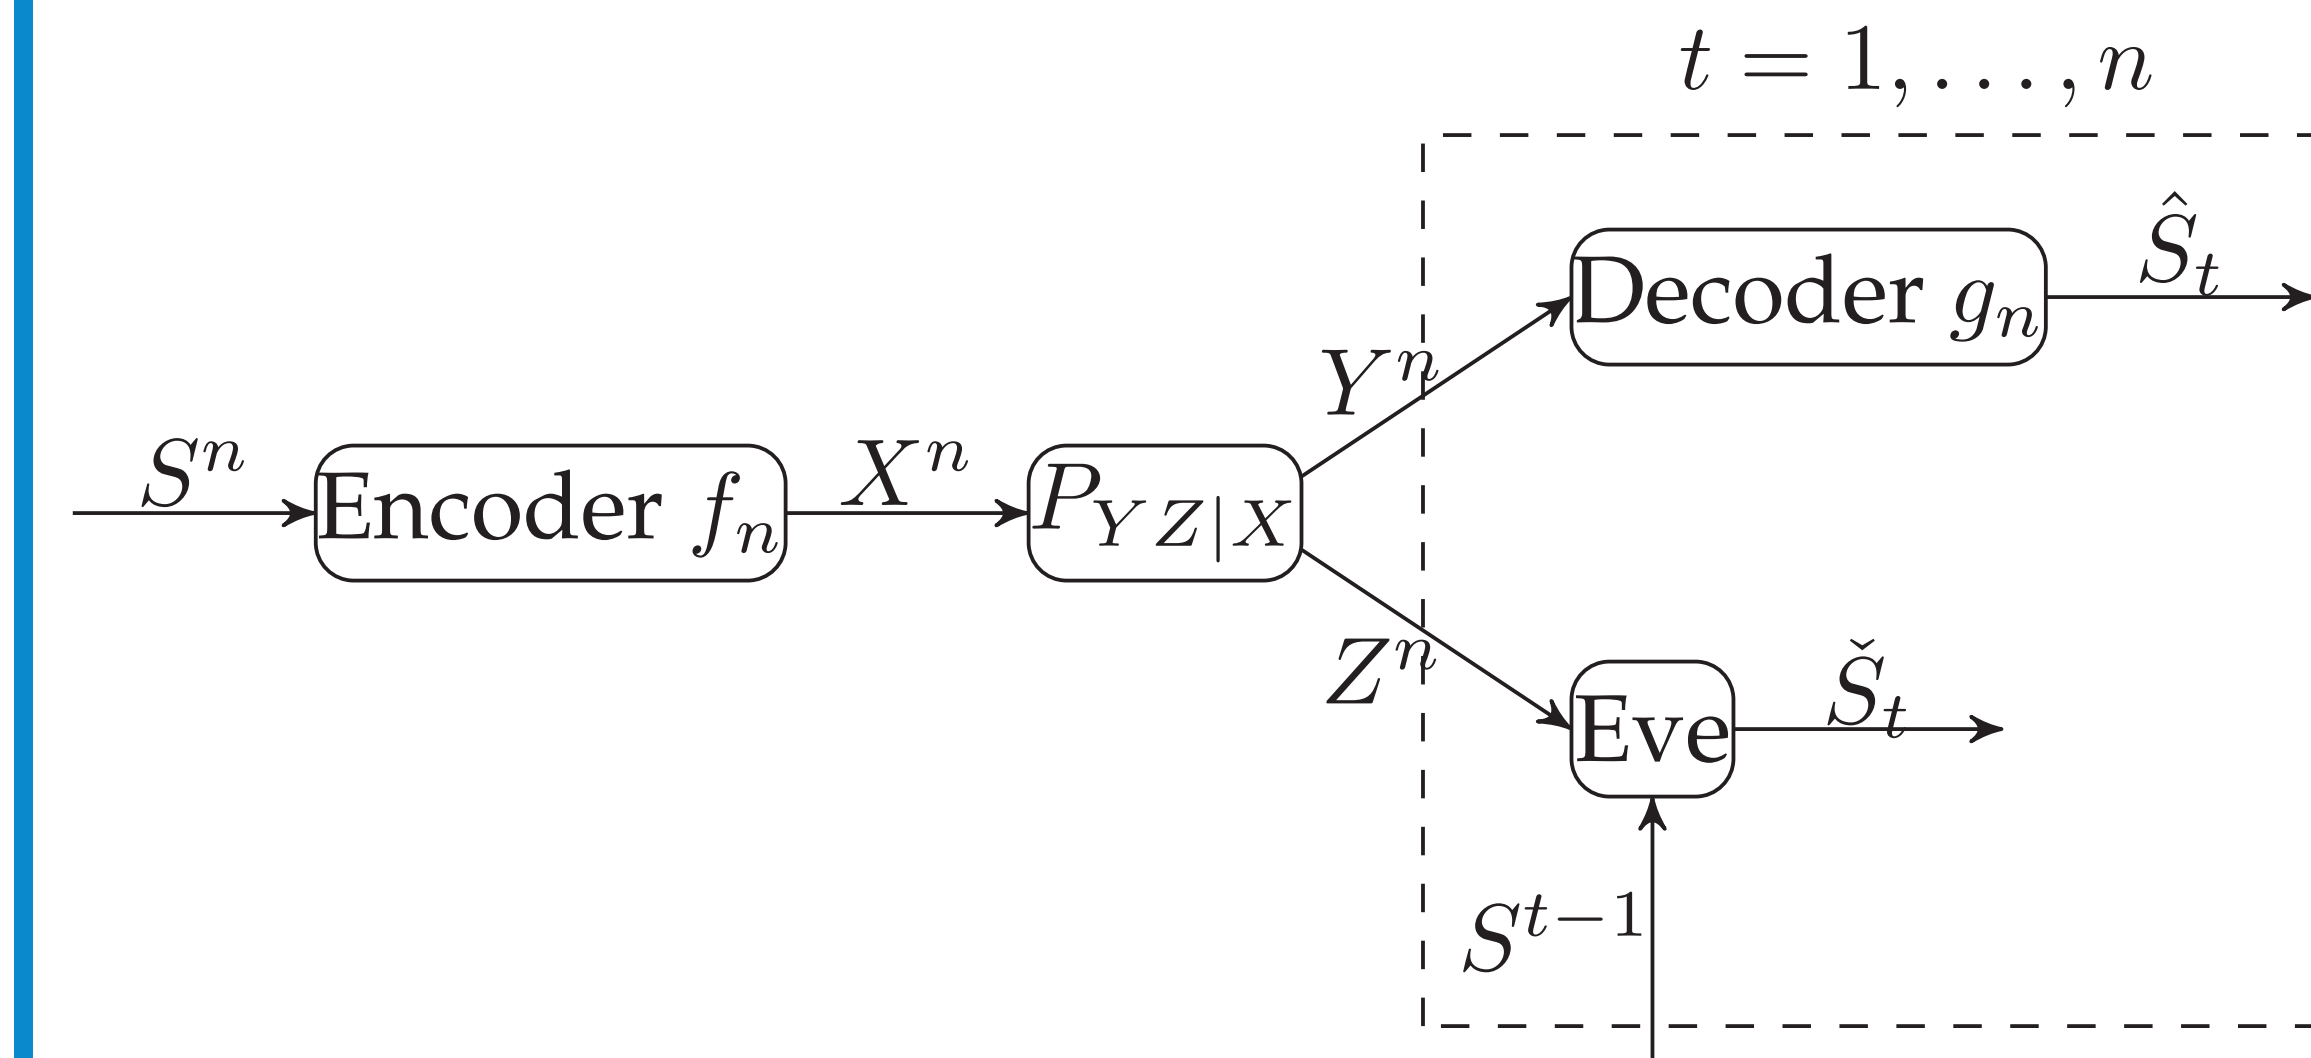 t = 1, . . . , n
Ŝ_t
Decoder g_n
Y^n
S^n
Encoder f_n
X^n
P_{YZ|X}
Z^n
Š_t
Eve
S^{t−1}